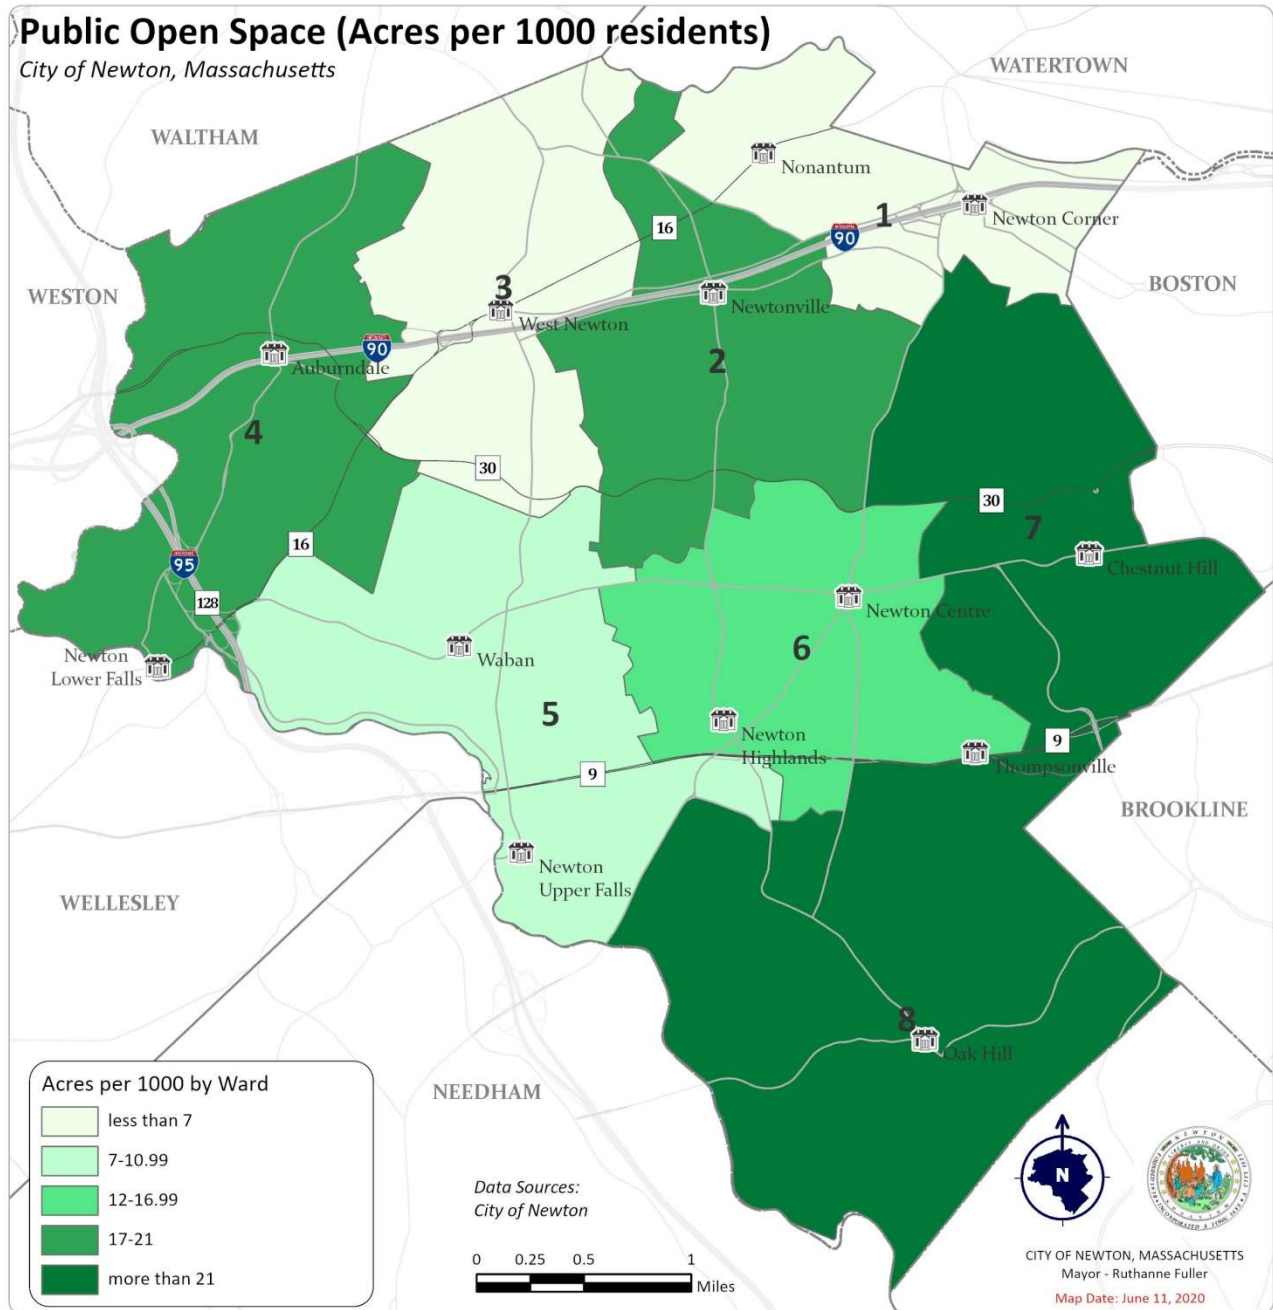 Public Open Space (Acres per 1000 residents)
City of Newton, Massachusetts
WATERTOWN
WALTHAM
Nonantum
1
Newton Corner
16
90
WESTON
BOSTON
3
West Newton
Newtonville
90
Auburndale
2
4
30
30
7
16
95
128
Chestnut Hill
Newton Centre
Newton
Lower Falls
Waban
6
5
Newton
Highlands
9
Thompsonville
9
BROOKLINE
Newton
Upper Falls
WELLESLEY
8
Oak Hill
NEEDHAM
Acres per 1000 by Ward
less than 7
7-10.99
12-16.99
17-21
more than 21
Data Sources:
City of Newton
0 0.25 0.5 1
Miles
N
CITY OF NEWTON, MASSACHUSETTS
Mayor - Ruthanne Fuller
Map Date: June 11, 2020